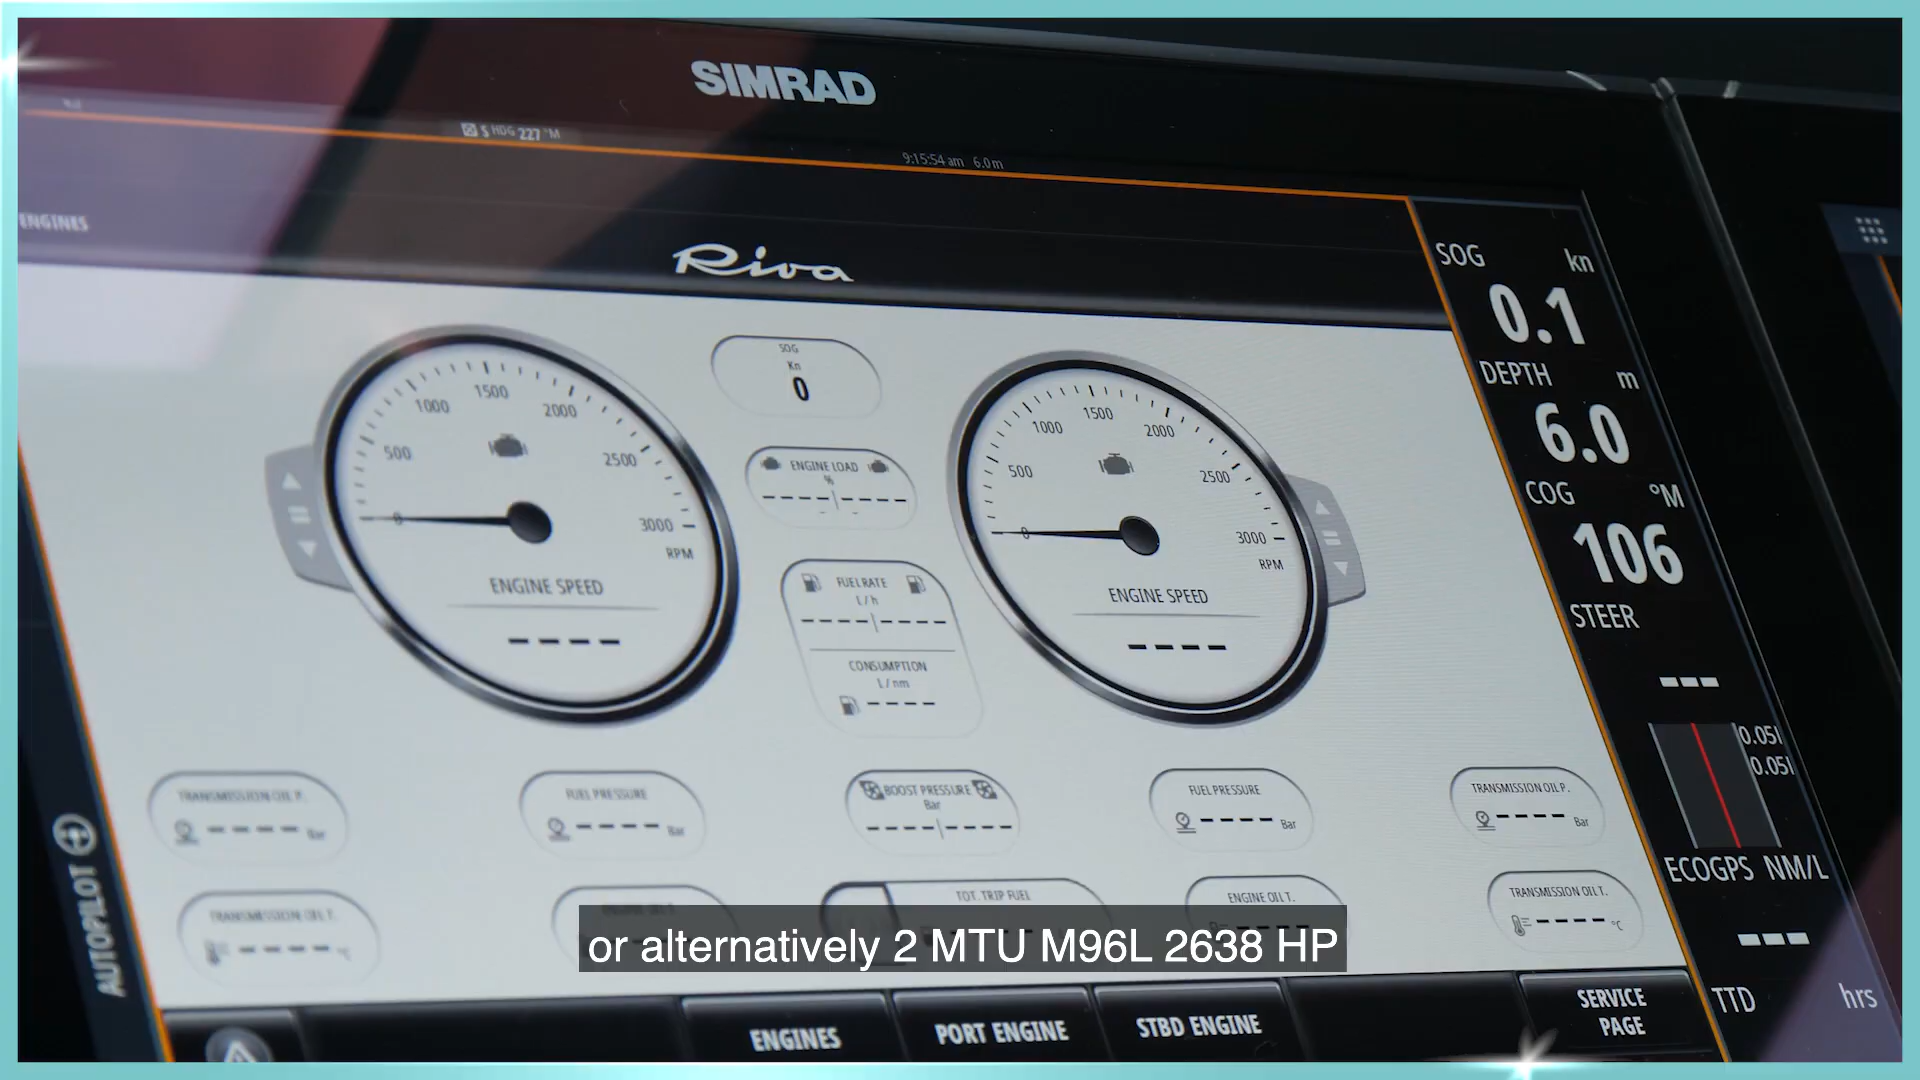 SIMRAD
S HDG 227 °M
9:15:54 am 6.0 m
ENGINES
Riva
SOG kn
0.1
DEPTH m
6.0
COG °M
106
STEER
---
0.05
0.05
ECOGPS NM/L
---
TTD hrs
500 1000 1500 2000 2500 3000
0
RPM
ENGINE SPEED
----
SOG
Kn
0
ENGINE LOAD
%
----|----
FUEL RATE
L/h
----|----
CONSUMPTION
L/nm
----
500 1000 1500 2000 2500 3000
0
RPM
ENGINE SPEED
----
TRANSMISSION OIL P.
---- Bar
FUEL PRESSURE
---- Bar
BOOST PRESSURE
Bar
----|----
FUEL PRESSURE
---- Bar
TRANSMISSION OIL P.
---- Bar
TRANSMISSION OIL T.
---- °C
TOT. TRIP FUEL
ENGINE OIL T.
TRANSMISSION OIL T.
---- °C
AUTOPILOT
or alternatively 2 MTU M96L 2638 HP
ENGINES
PORT ENGINE
STBD ENGINE
SERVICE
PAGE